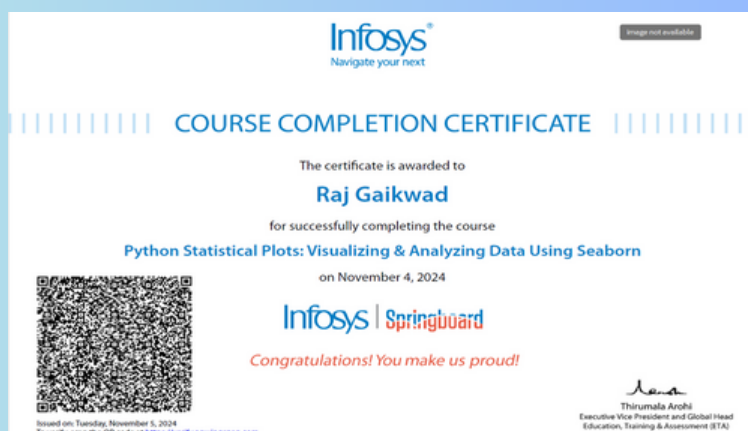 Infosys®
Navigate your next
Image not available
COURSE COMPLETION CERTIFICATE
The certificate is awarded to
Raj Gaikwad
for successfully completing the course
Python Statistical Plots: Visualizing & Analyzing Data Using Seaborn
on November 4, 2024
Infosys | Springboard
Congratulations! You make us proud!
Issued on: Tuesday, November 5, 2024
Thirumala Arohi
Executive Vice President and Global Head
Education, Training & Assessment (ETA)